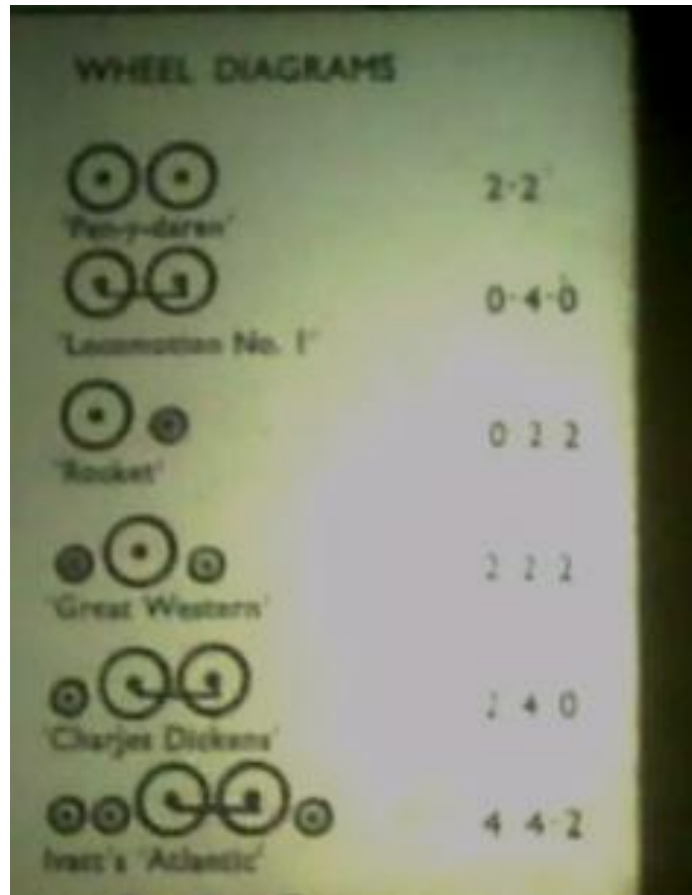 WHEEL DIAGRAMS
2-2
'Pen-y-daren'
0-4-0
'Locomotion No. 1'
0 2 2
'Rocket'
2 2 2
'Great Western'
2 4 0
'Charles Dickens'
4 4-2
Ivatt's 'Atlantic'